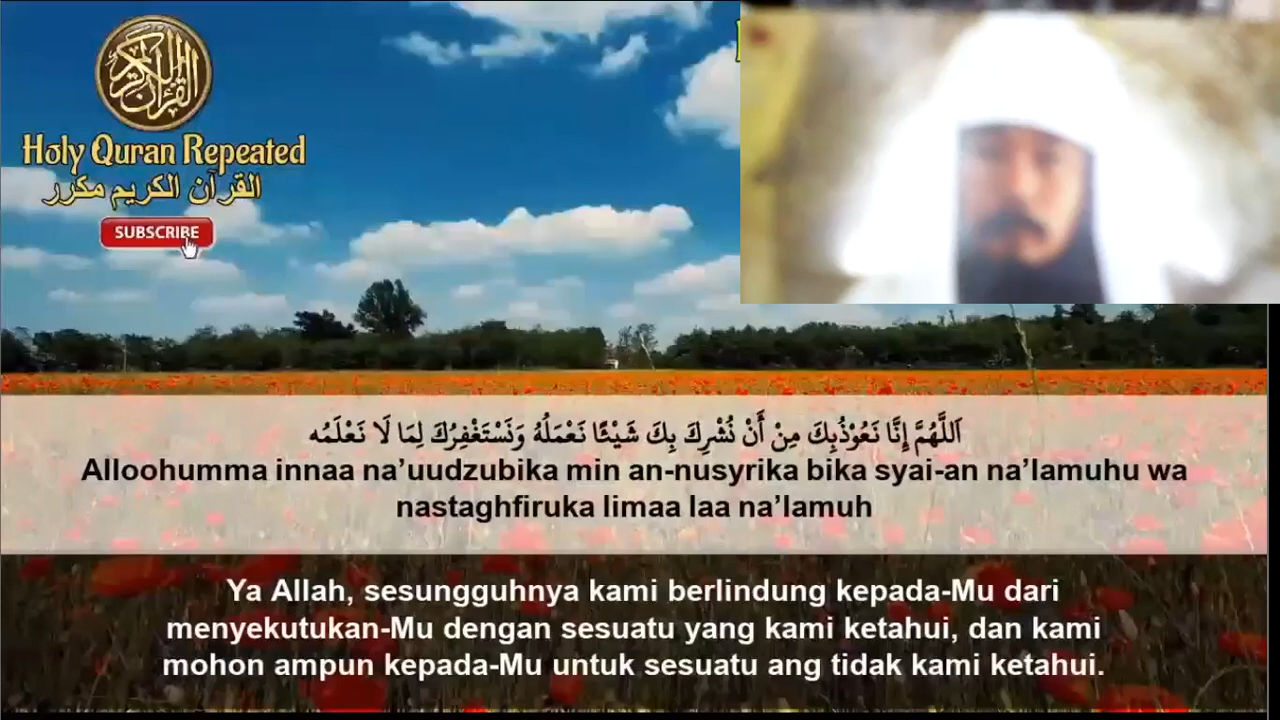 Holy Quran Repeated
القرآن الكريم مكرر
SUBSCRIBE
اَللَّهُمَّ إِنَّا نَعُوْذُبِكَ مِنْ أَنْ نُشْرِكَ بِكَ شَيْئًا نَعْمَلُهُ وَنَسْتَغْفِرُكَ لِمَا لَا نَعْلَمُه
Alloohumma innaa na’uudzubika min an-nusyrika bika syai-an na’lamuhu wa
nastaghfiruka limaa laa na’lamuh
Ya Allah, sesungguhnya kami berlindung kepada-Mu dari
menyekutukan-Mu dengan sesuatu yang kami ketahui, dan kami
mohon ampun kepada-Mu untuk sesuatu ang tidak kami ketahui.